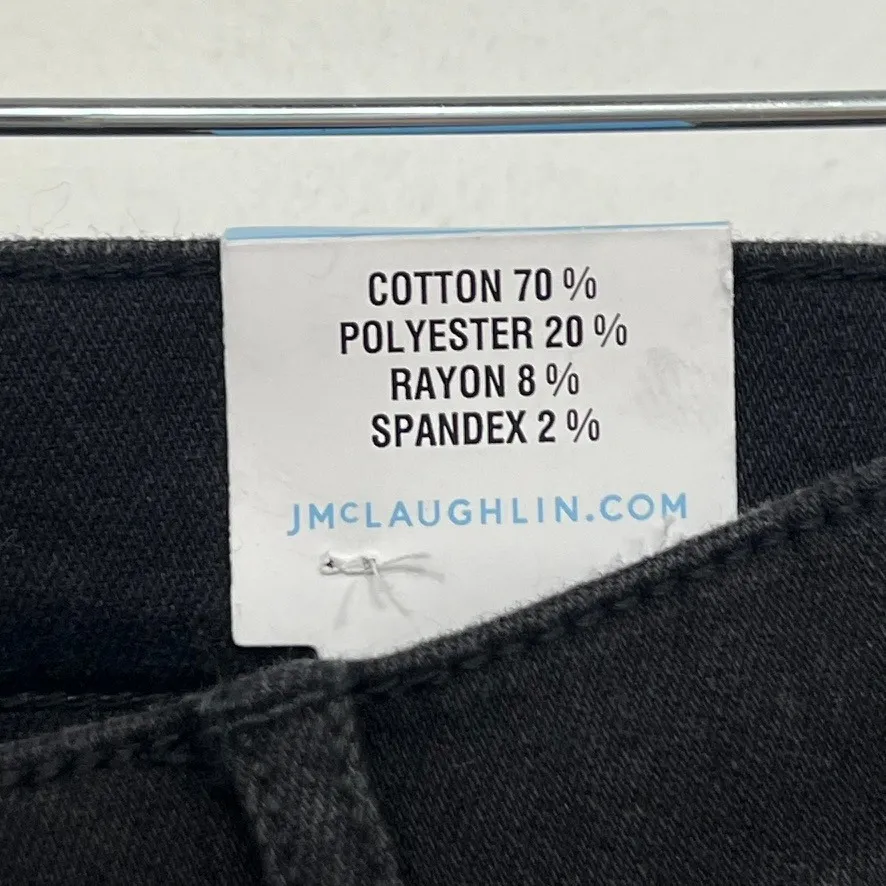 COTTON 70 %
POLYESTER 20 %
RAYON 8 %
SPANDEX 2 %
JMCLAUGHLIN.COM